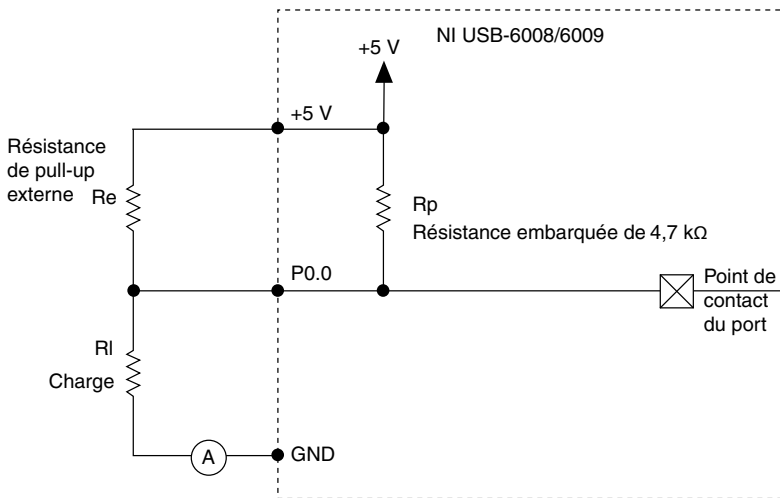 NI USB-6008/6009
+5 V
+5 V
Résistance
de pull-up
externe
Re
Rp
Résistance embarquée de 4,7 kΩ
P0.0
Point de
contact
du port
Rl
Charge
A
GND